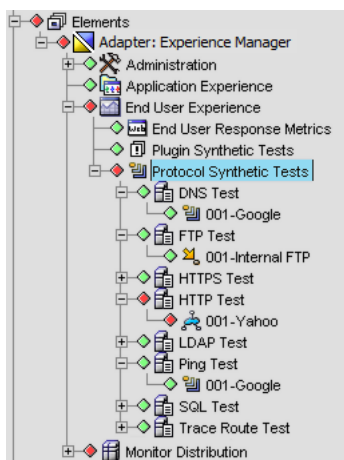 Elements
Adapter: Experience Manager
Administration
Application Experience
End User Experience
End User Response Metrics
Plugin Synthetic Tests
Protocol Synthetic Tests
DNS Test
001-Google
FTP Test
001-Internal FTP
HTTPS Test
HTTP Test
001-Yahoo
LDAP Test
Ping Test
001-Google
SQL Test
Trace Route Test
Monitor Distribution